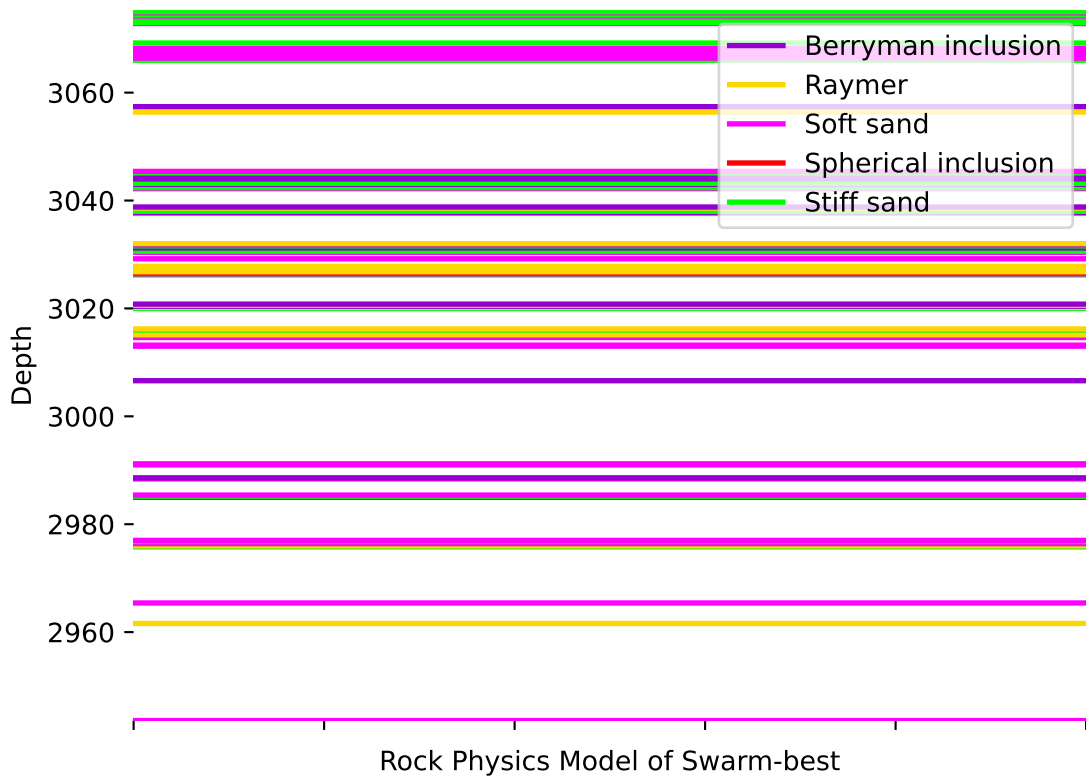 Berryman inclusion
Raymer
Soft sand
Spherical inclusion
Stiff sand
3060
3040
3020
3000
2980
2960
Depth
Rock Physics Model of Swarm-best